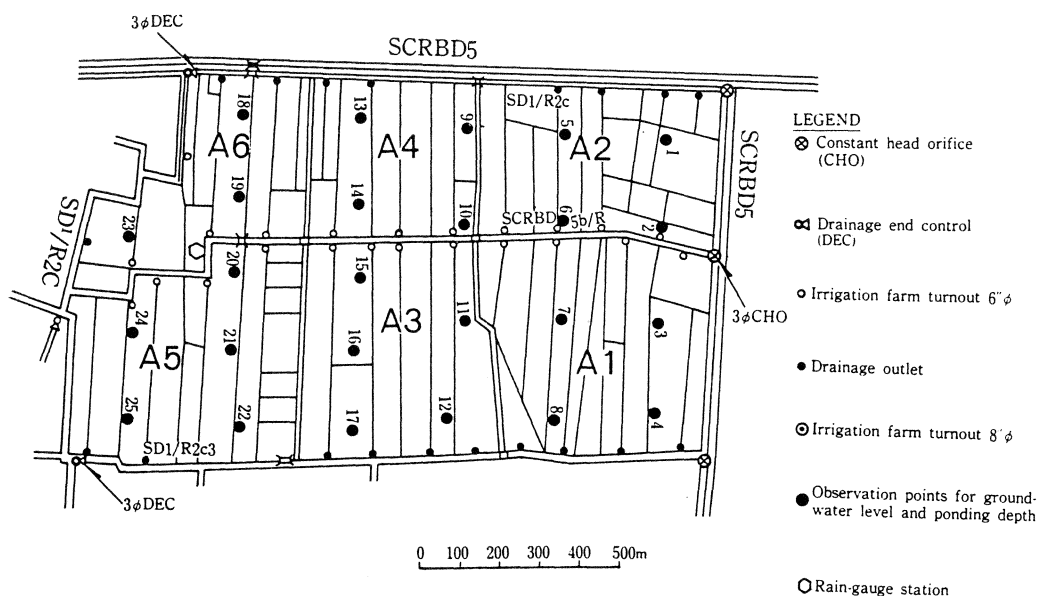 3φDEC
SCRBD5
SD1/R2c
18
13
9
5
1
A6
A4
A2
19
14
10
6
2
SCRBD 5b/R
SCRBD5
SD1/R2C
23
20
15
11
7
3
3φCHO
24
21
16
A3
A5
A1
25
22
17
12
8
4
SD1/R2c3
3φDEC
0 100 200 300 400 500m
LEGEND
Constant head orifice
(CHO)
Drainage end control
(DEC)
Irrigation farm turnout 6"φ
Drainage outlet
Irrigation farm turnout 8'φ
Observation points for ground-
water level and ponding depth
Rain-gauge station